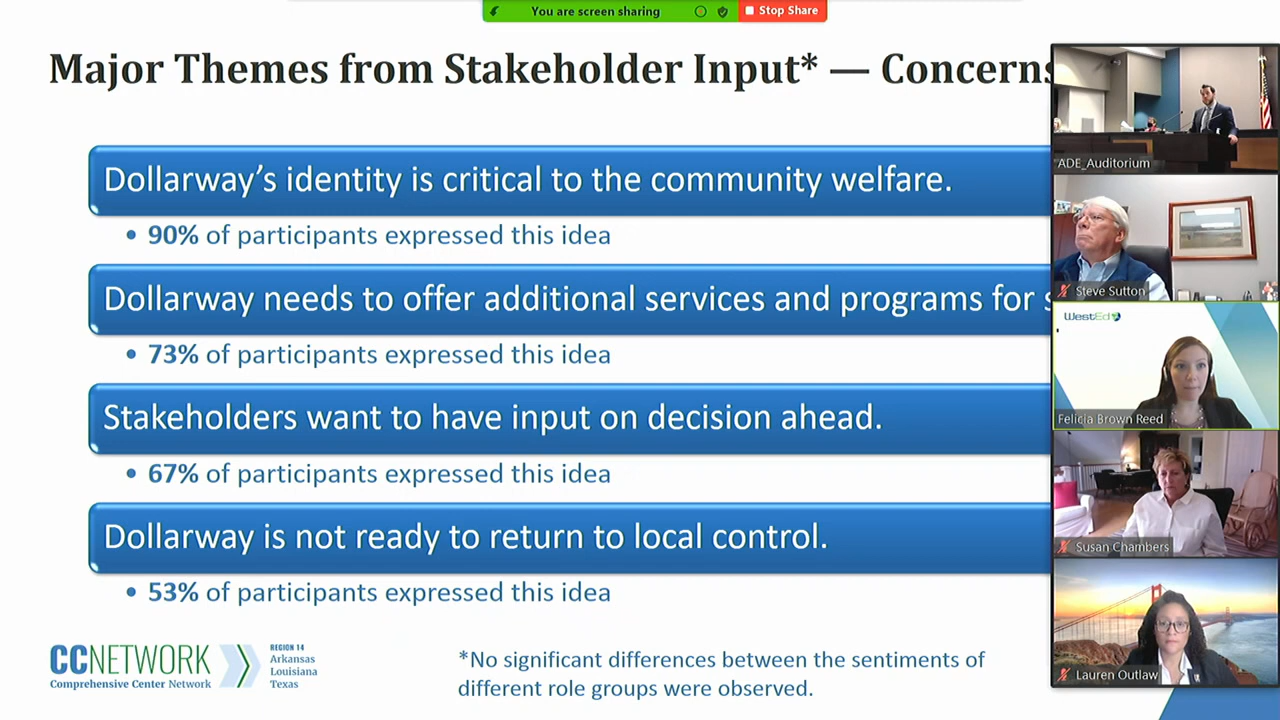 You are screen sharing
Stop Share
Major Themes from Stakeholder Input* — Concerns
Dollarway's identity is critical to the community welfare.
• 90% of participants expressed this idea
Dollarway needs to offer additional services and programs for s
• 73% of participants expressed this idea
Stakeholders want to have input on decision ahead.
• 67% of participants expressed this idea
Dollarway is not ready to return to local control.
• 53% of participants expressed this idea
CCNETWORK
Comprehensive Center Network
REGION 14
Arkansas
Louisiana
Texas
*No significant differences between the sentiments of
different role groups were observed.
ADE_Auditorium
Steve Sutton
WestEd
Felicia Brown Reed
Susan Chambers
Lauren Outlaw